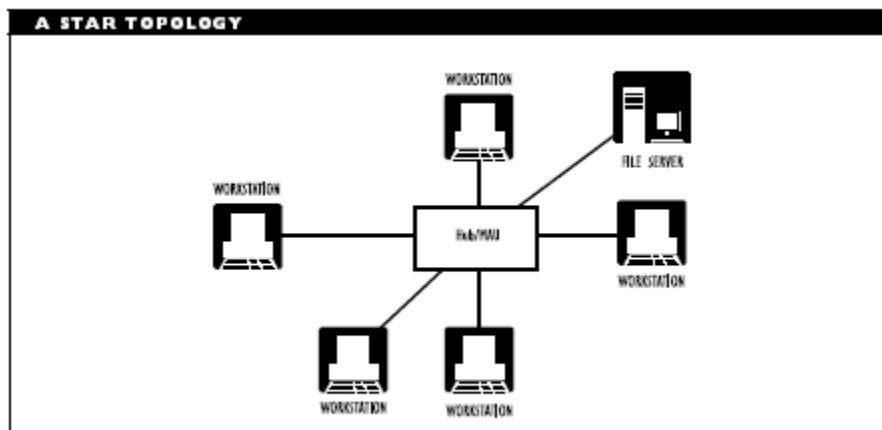 A STAR TOPOLOGY
WORKSTATION
FILE SERVER
WORKSTATION
Hub/MAU
WORKSTATION
WORKSTATION
WORKSTATION